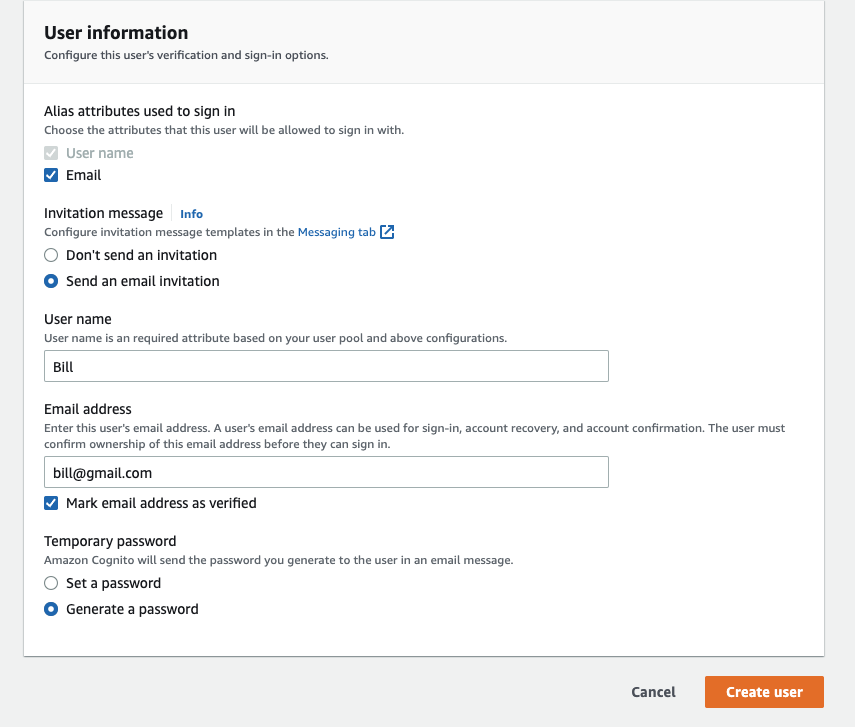 User information
Configure this user's verification and sign-in options.
Alias attributes used to sign in
Choose the attributes that this user will be allowed to sign in with.
User name
Email
Invitation message Info
Configure invitation message templates in the Messaging tab
Don't send an invitation
Send an email invitation
User name
User name is an required attribute based on your user pool and above configurations.
Bill
Email address
Enter this user's email address. A user's email address can be used for sign-in, account recovery, and account confirmation. The user must
confirm ownership of this email address before they can sign in.
bill@gmail.com
Mark email address as verified
Temporary password
Amazon Cognito will send the password you generate to the user in an email message.
Set a password
Generate a password
Cancel Create user